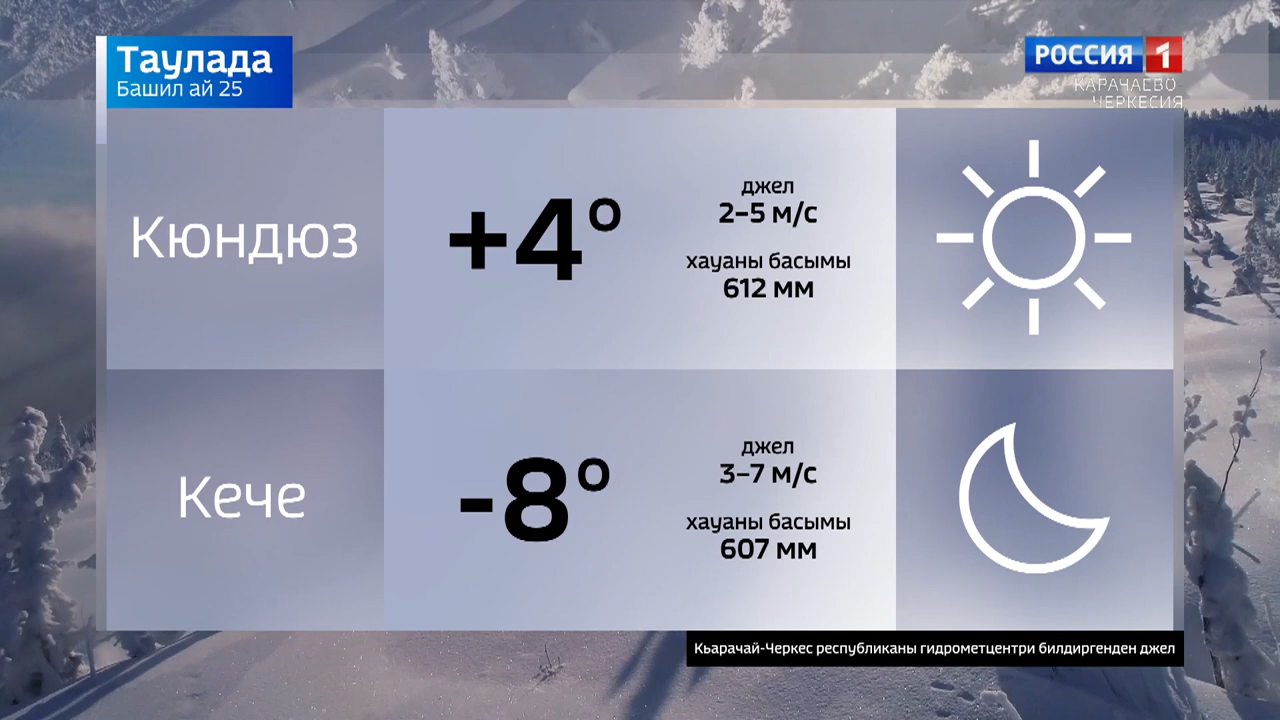 Таулада
Башил ай 25
РОССИЯ 1
КАРАЧАЕВО-
ЧЕРКЕСИЯ
Кюндюз
+4°
джел
2–5 м/с
хауаны басымы
612 мм
Кече
-8°
джел
3–7 м/с
хауаны басымы
607 мм
Кьарачай-Черкес республиканы гидрометцентри билдиргенден джел